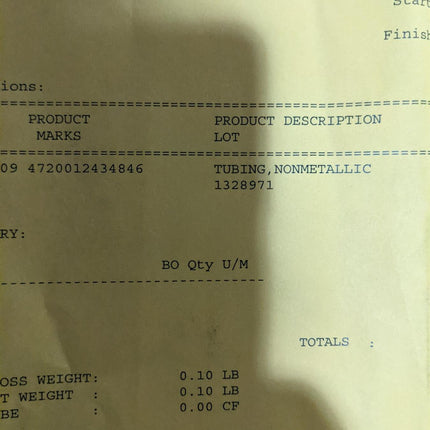 Start
Finish
ions:
PRODUCT PRODUCT DESCRIPTION
MARKS LOT
09 4720012434846 TUBING,NONMETALLIC
1328971
RY:
BO Qty U/M
TOTALS :
OSS WEIGHT: 0.10 LB
T WEIGHT : 0.10 LB
BE : 0.00 CF